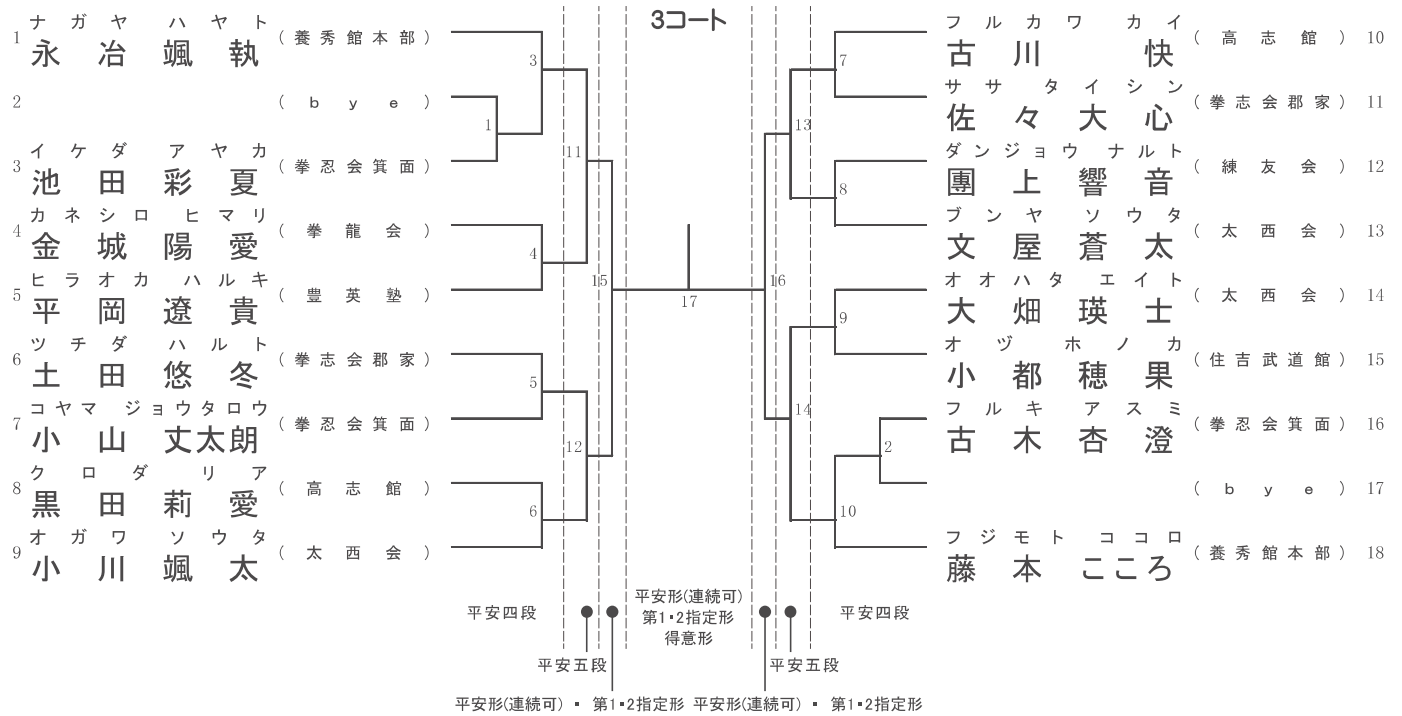 3コート
ナガヤ ハヤト
1 永冶颯執 (養秀館本部)
2 (bye)
イケダ アヤカ
3 池田彩夏 (拳忍会箕面)
カネシロ ヒマリ
4 金城陽愛 (拳龍会)
ヒラオカ ハルキ
5 平岡遼貴 (豊英塾)
ツチダ ハルト
6 土田悠冬 (拳志会郡家)
コヤマ ジョウタロウ
7 小山丈太朗 (拳忍会箕面)
クロダ リア
8 黒田莉愛 (高志館)
オガワ ソウタ
9 小川颯太 (太西会)
1
3
4
5
6
11
12
15
17
16
13
14
7
8
9
2
10
フルカワ カイ
古川快 (高志館) 10
ササ タイシン
佐々大心 (拳志会郡家) 11
ダンジョウ ナルト
團上響音 (練友会) 12
ブンヤ ソウタ
文屋蒼太 (太西会) 13
オオハタ エイト
大畑瑛士 (太西会) 14
オヅ ホノカ
小都穂果 (住吉武道館) 15
フルキ アスミ
古木杏澄 (拳忍会箕面) 16
(bye) 17
フジモト ココロ
藤本こころ (養秀館本部) 18
平安四段
平安五段
平安形(連続可)・第1・2指定形
平安形(連続可)
第1・2指定形
得意形
平安形(連続可)・第1・2指定形
平安五段
平安四段